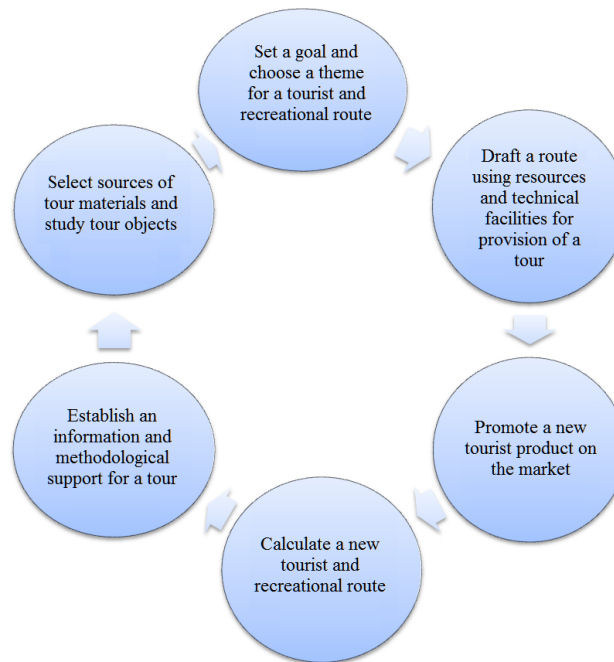 Set a goal and
choose a theme
for a tourist and
recreational route
Draft a route
using resources
and technical
facilities for
provision of a
tour
Promote a new
tourist product on
the market
Calculate a new
tourist and
recreational route
Establish an
information and
methodological
support for a tour
Select sources of
tour materials and
study tour objects